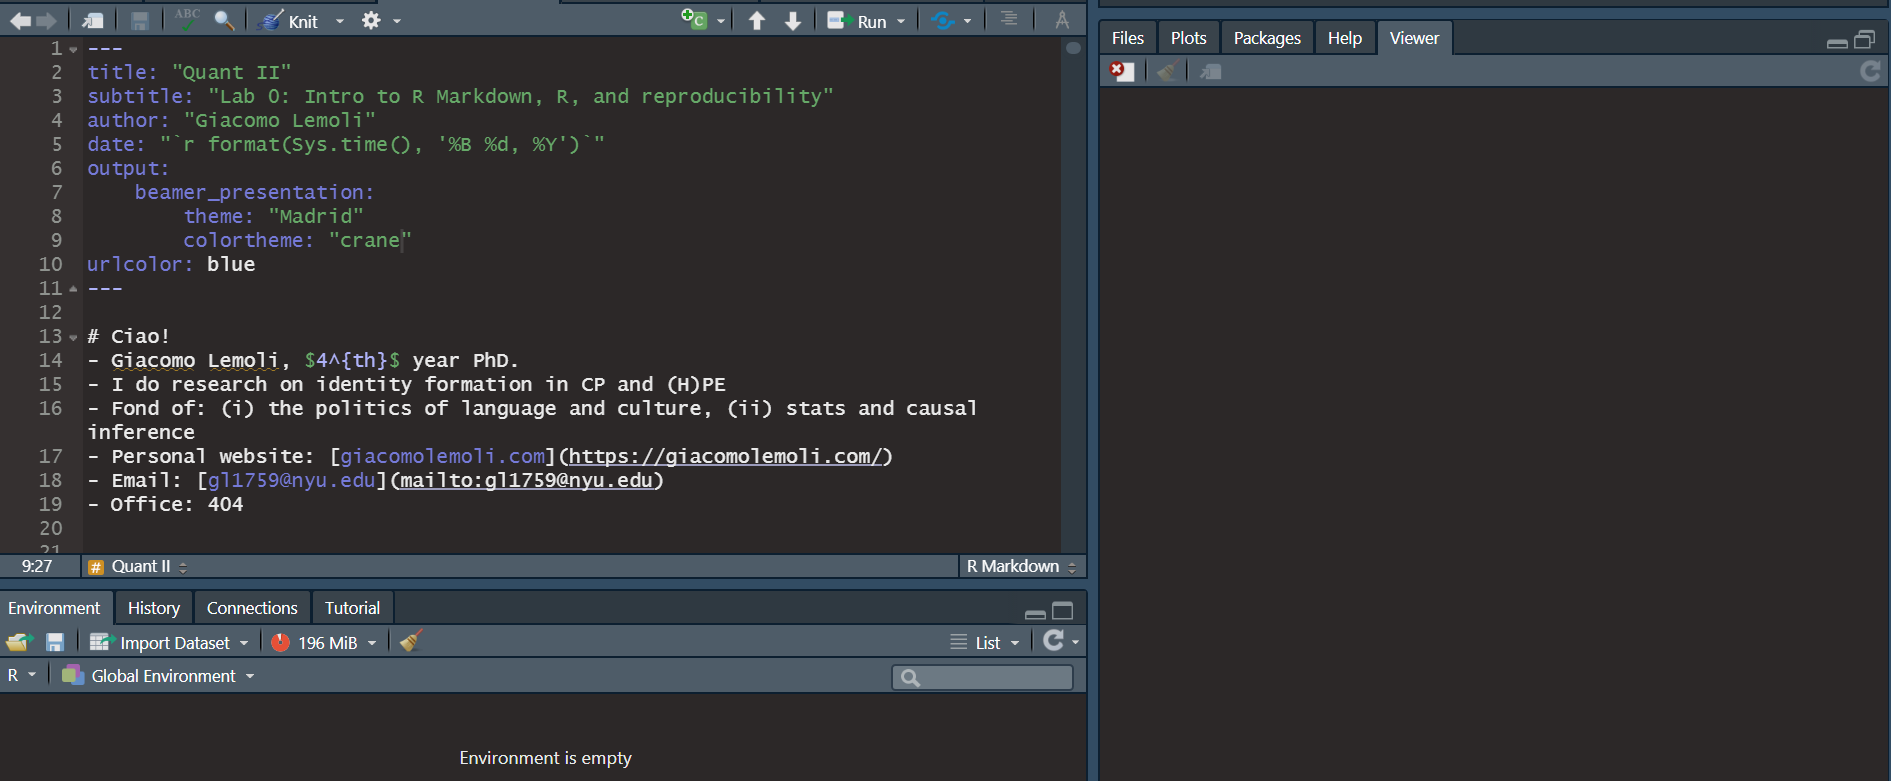 ABC
Knit
Run
1 ---
2 title: "Quant II"
3 subtitle: "Lab 0: Intro to R Markdown, R, and reproducibility"
4 author: "Giacomo Lemoli"
5 date: "`r format(Sys.time(), '%B %d, %Y')`"
6 output:
7     beamer_presentation:
8         theme: "Madrid"
9         colortheme: "crane"
10 urlcolor: blue
11 ---
12
13 # Ciao!
14 - Giacomo Lemoli, $4^{th}$ year PhD.
15 - I do research on identity formation in CP and (H)PE
16 - Fond of: (i) the politics of language and culture, (ii) stats and causal
inference
17 - Personal website: [giacomolemoli.com](https://giacomolemoli.com/)
18 - Email: [gl1759@nyu.edu](mailto:gl1759@nyu.edu)
19 - Office: 404
20
21
9:27 # Quant II R Markdown
Environment History Connections Tutorial
Import Dataset 196 MiB List
R Global Environment
Environment is empty
Files Plots Packages Help Viewer